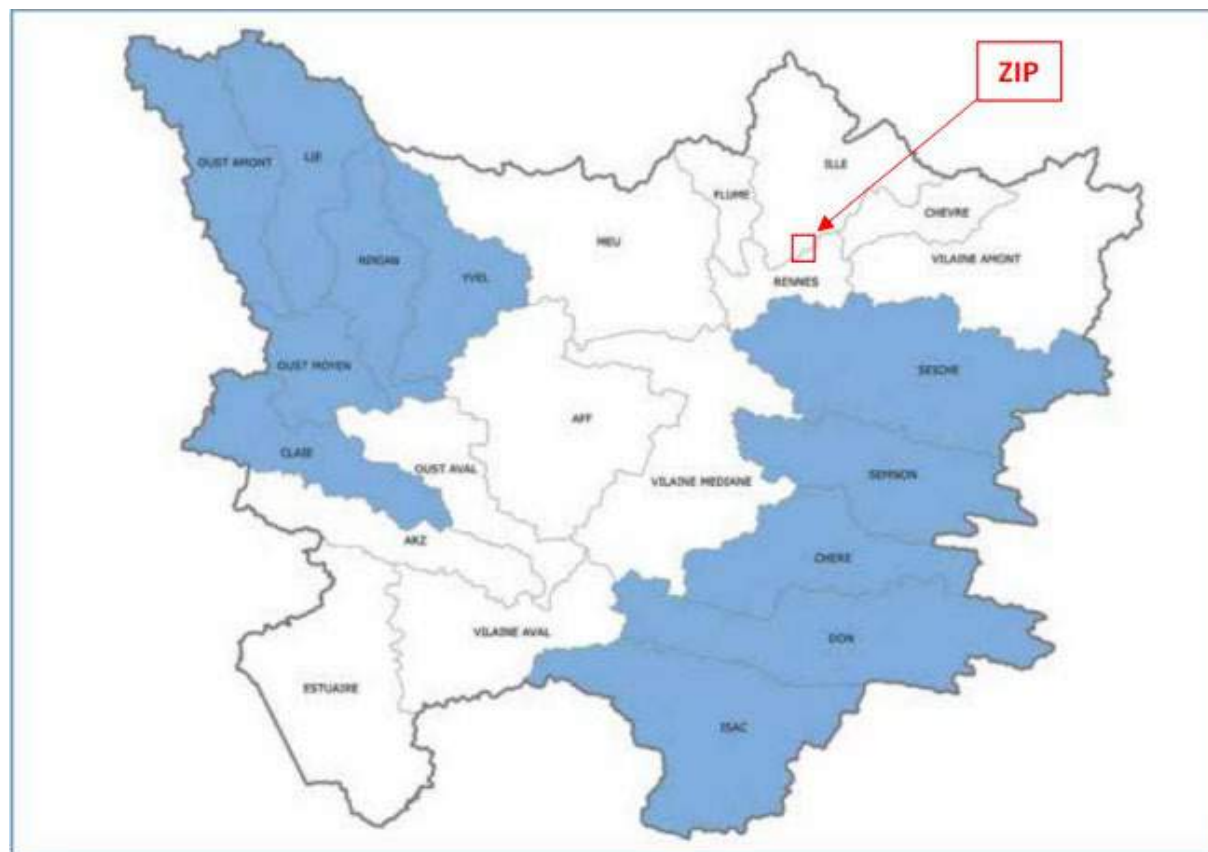 ZIP
ILLE
LIE
OUST AMONT
FLUME
CHEVRE
MEU
NINIAN
VILAINE AMONT
YVEL
RENNES
OUST MOYEN
SEICHE
AFF
CLAIE
OUST AVAL
SEMNON
VILAINE MEDIANE
ARZ
CHERE
VILAINE AVAL
DON
ESTUAIRE
ISAC